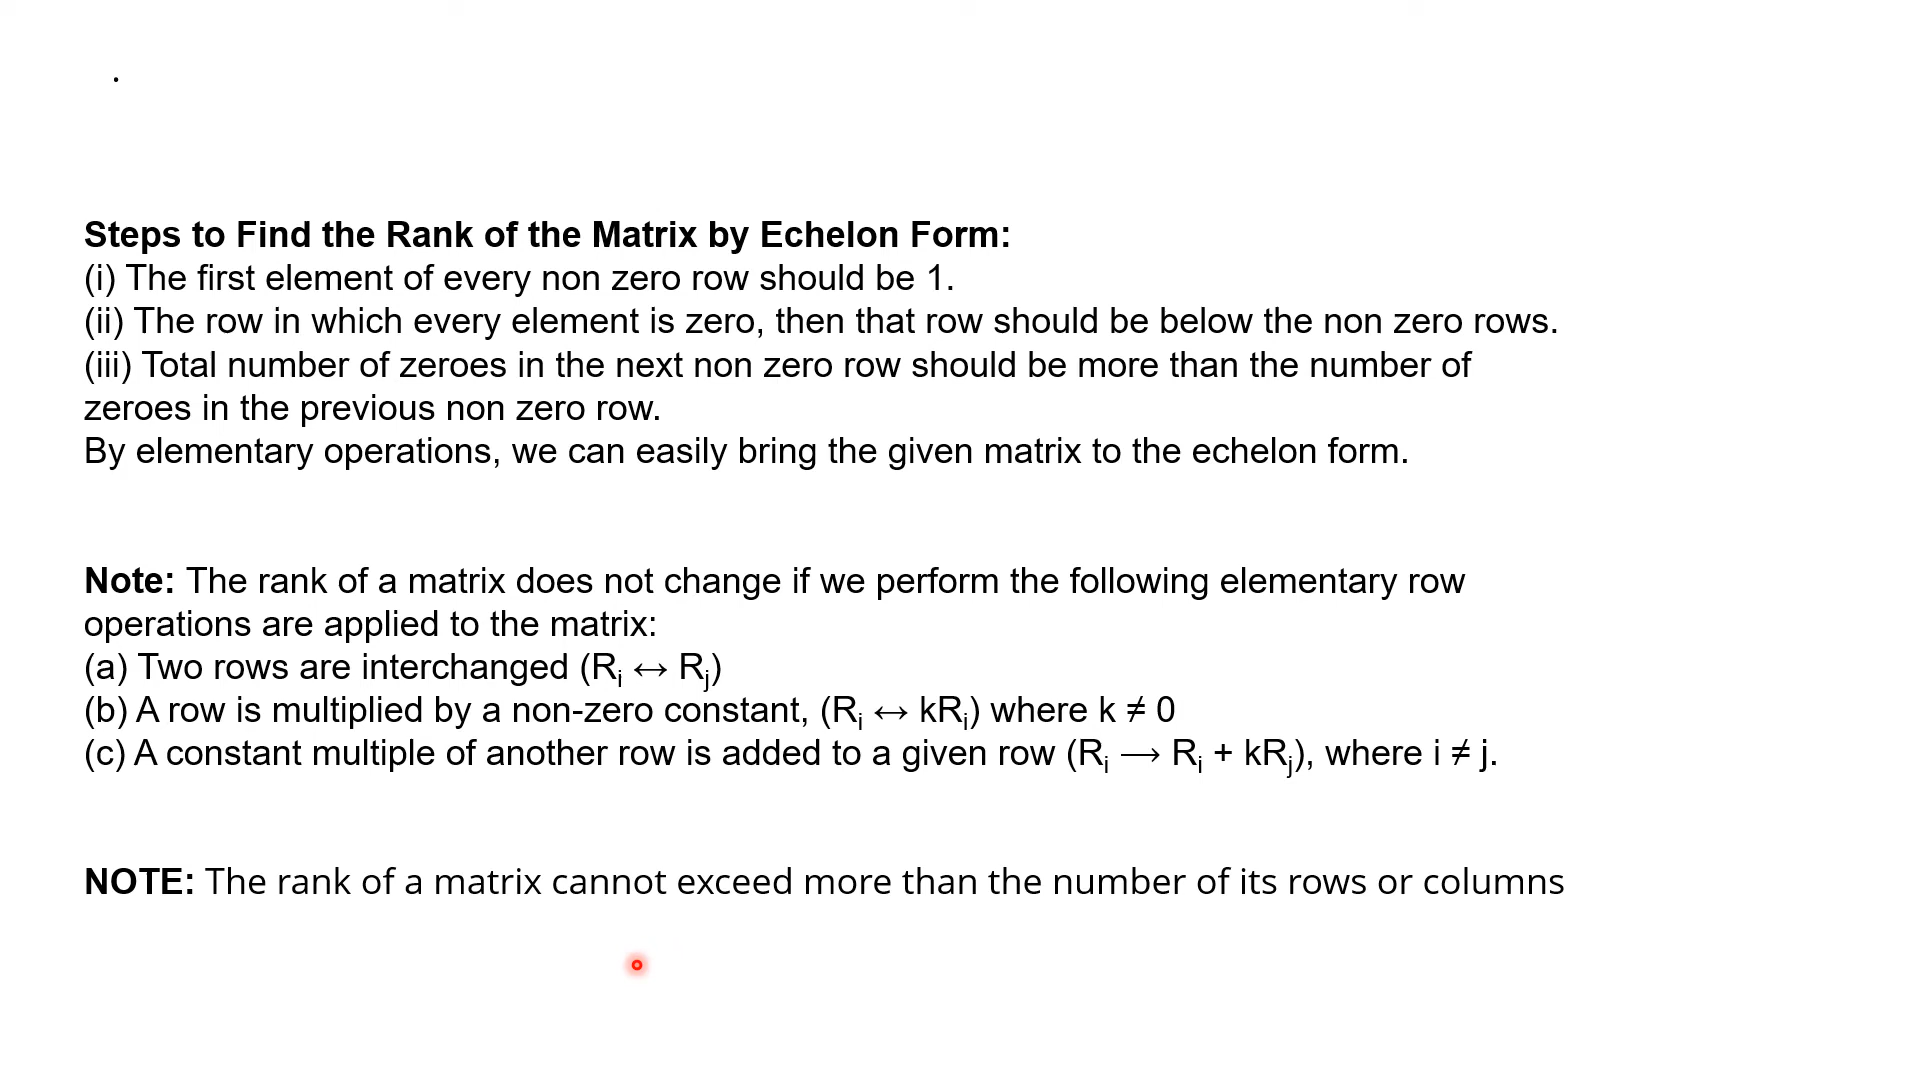 .
Steps to Find the Rank of the Matrix by Echelon Form:
(i) The first element of every non zero row should be 1.
(ii) The row in which every element is zero, then that row should be below the non zero rows.
(iii) Total number of zeroes in the next non zero row should be more than the number of
zeroes in the previous non zero row.
By elementary operations, we can easily bring the given matrix to the echelon form.
Note: The rank of a matrix does not change if we perform the following elementary row
operations are applied to the matrix:
(a) Two rows are interchanged (Rᵢ ↔ Rⱼ)
(b) A row is multiplied by a non-zero constant, (Rᵢ ↔ kRᵢ) where k ≠ 0
(c) A constant multiple of another row is added to a given row (Rᵢ ⟶ Rᵢ + kRⱼ), where i ≠ j.
NOTE: The rank of a matrix cannot exceed more than the number of its rows or columns